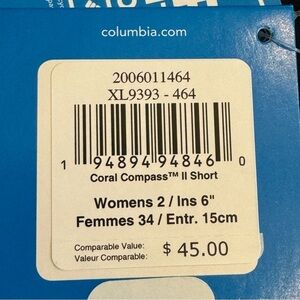 columbia.com
2006011464
XL9393 - 464
1 94894 94846 0
Coral Compass™ II Short
Womens 2 / Ins 6"
Femmes 34 / Entr. 15cm
Comparable Value:
Valeur Comparable:
$ 45.00